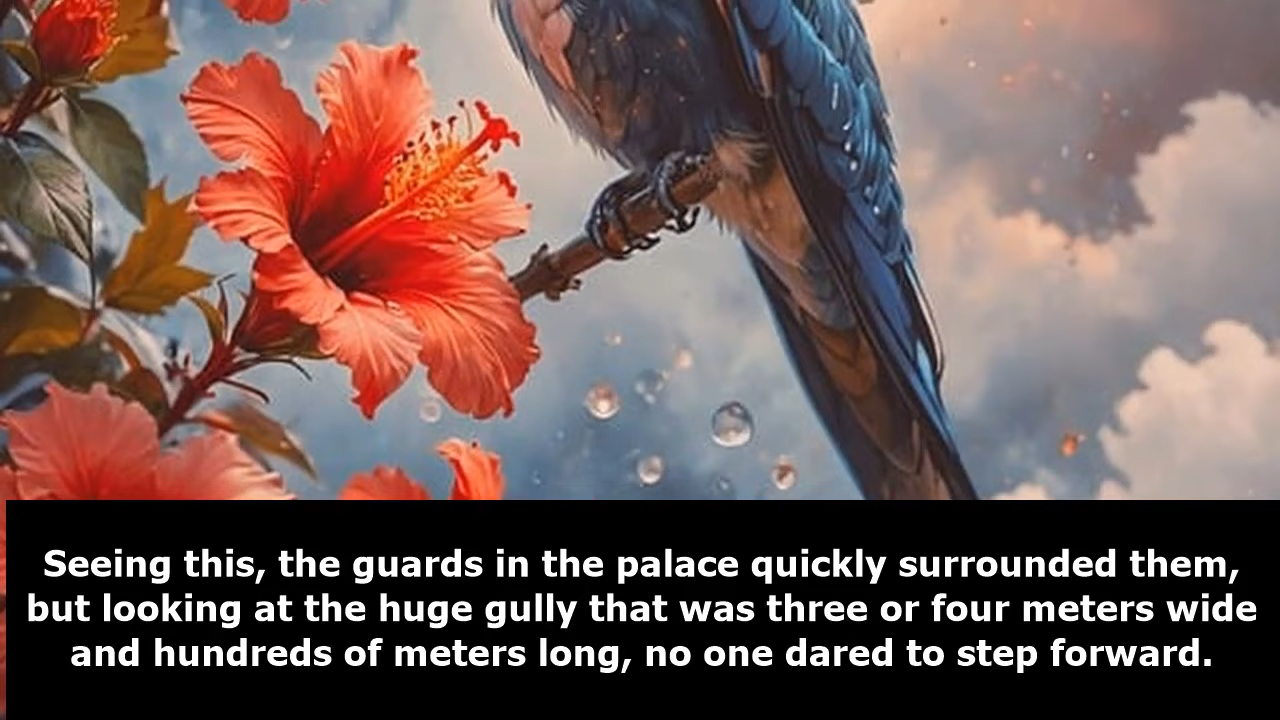 Seeing this, the guards in the palace quickly surrounded them,
but looking at the huge gully that was three or four meters wide
and hundreds of meters long, no one dared to step forward.